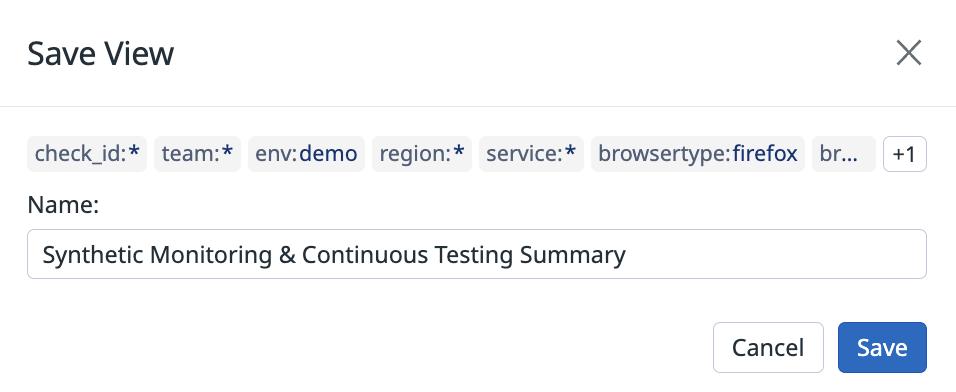 Save View
check_id:* team:* env:demo region:* service:* browsertype:firefox br... +1
Name:
Synthetic Monitoring & Continuous Testing Summary
Cancel Save